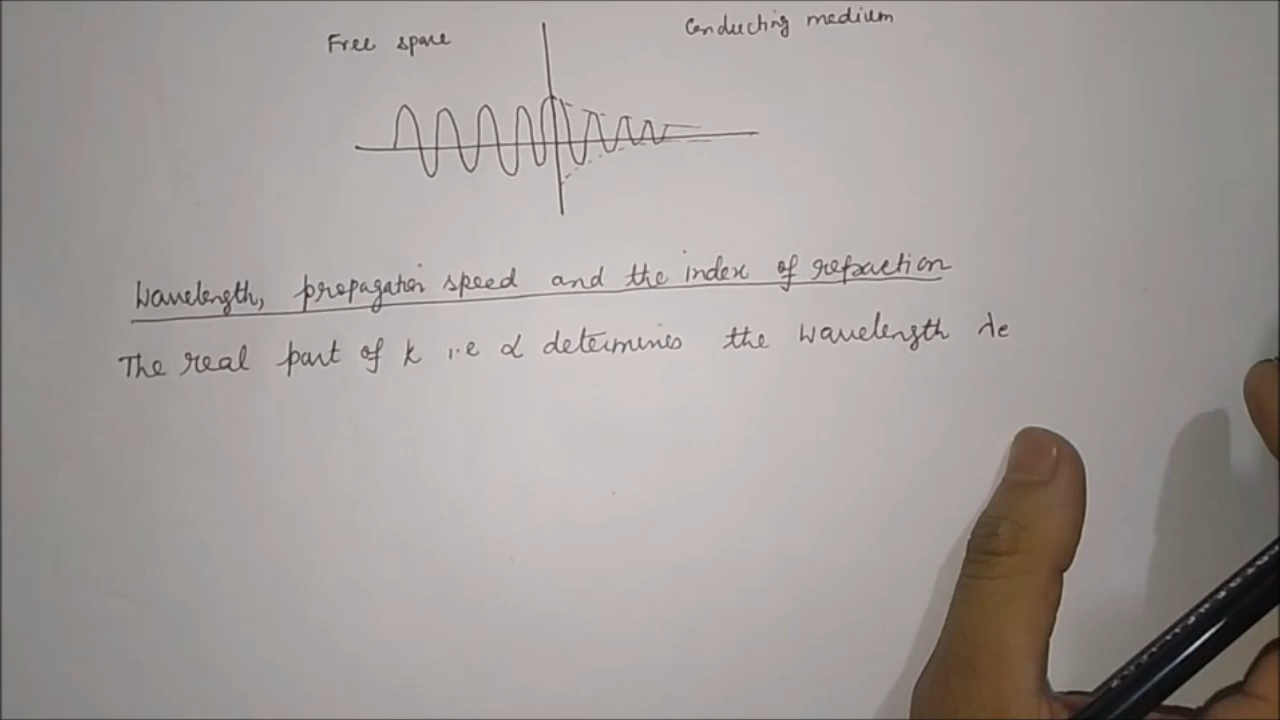 Free space
Conducting medium
Wavelength, propagation speed and the index of refraction
The real part of k i.e α determines the wavelength λc